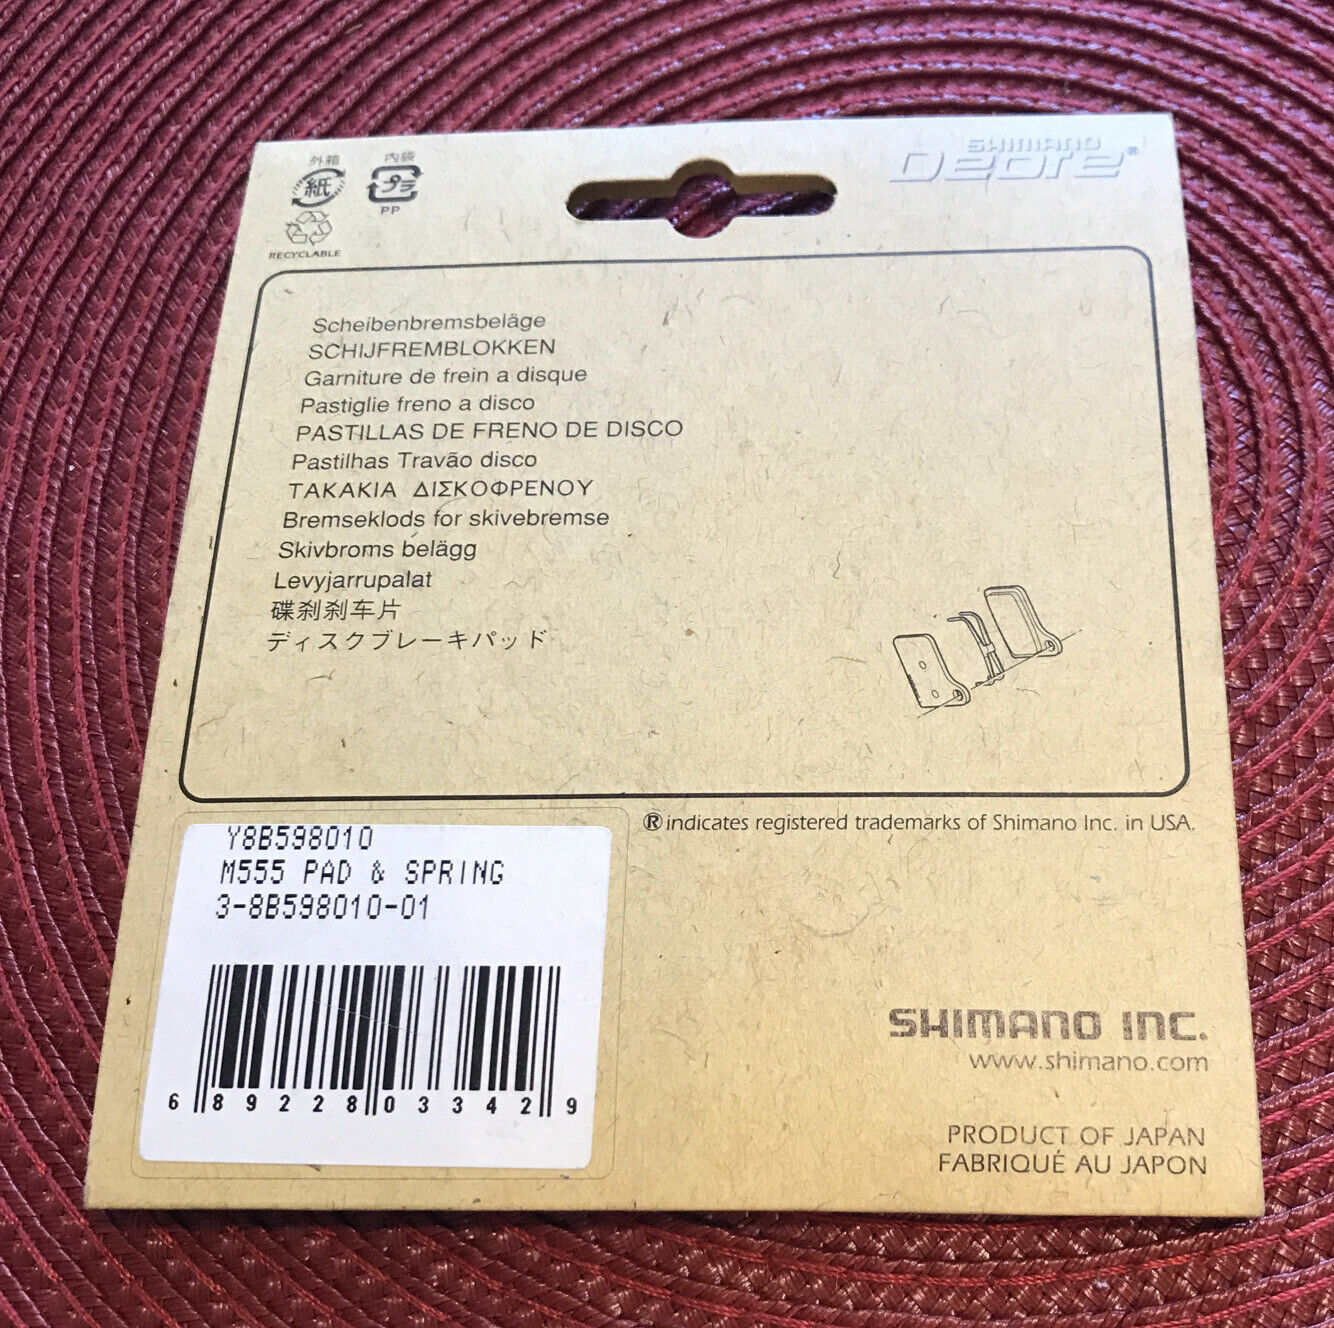 外箱 内袋
紙 プラ
PP
RECYCLABLE
SHIMANO
Deore®
Scheibenbremsbeläge
SCHIJFREMBLOKKEN
Garniture de frein a disque
Pastiglie freno a disco
PASTILLAS DE FRENO DE DISCO
Pastilhas Travão disco
ΤΑΚΑΚΙΑ ΔΙΣΚΟΦΡΕΝΟΥ
Bremseklods for skivebremse
Skivbroms belägg
Levyjarrupalat
碟刹刹车片
ディスクブレーキパッド
® indicates registered trademarks of Shimano Inc. in USA.
Y8B598010
M555 PAD & SPRING
3-8B598010-01
6 89228 03342 9
SHIMANO INC.
www.shimano.com
PRODUCT OF JAPAN
FABRIQUÉ AU JAPON